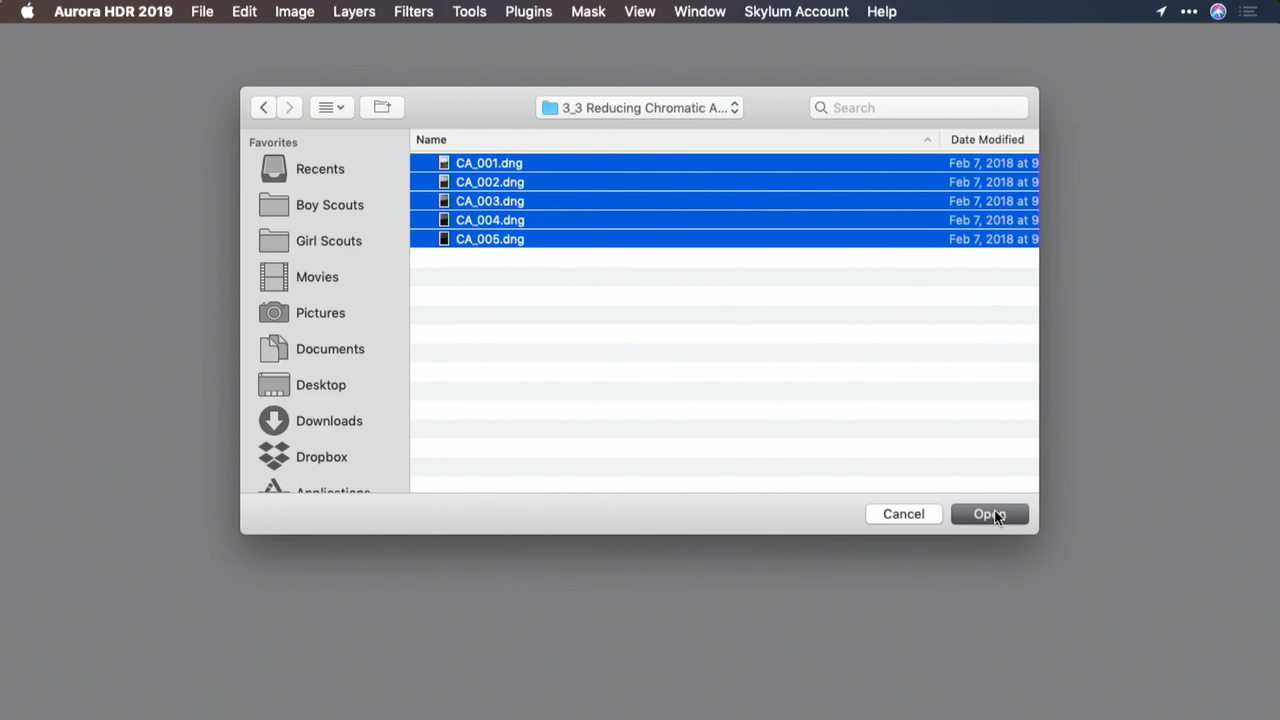 Aurora HDR 2019 File Edit Image Layers Filters Tools Plugins Mask View Window Skylum Account Help
3_3 Reducing Chromatic A...
Search
Favorites
Recents
Boy Scouts
Girl Scouts
Movies
Pictures
Documents
Desktop
Downloads
Dropbox
Applications
Name Date Modified
CA_001.dng Feb 7, 2018 at 9
CA_002.dng Feb 7, 2018 at 9
CA_003.dng Feb 7, 2018 at 9
CA_004.dng Feb 7, 2018 at 9
CA_005.dng Feb 7, 2018 at 9
Cancel Open